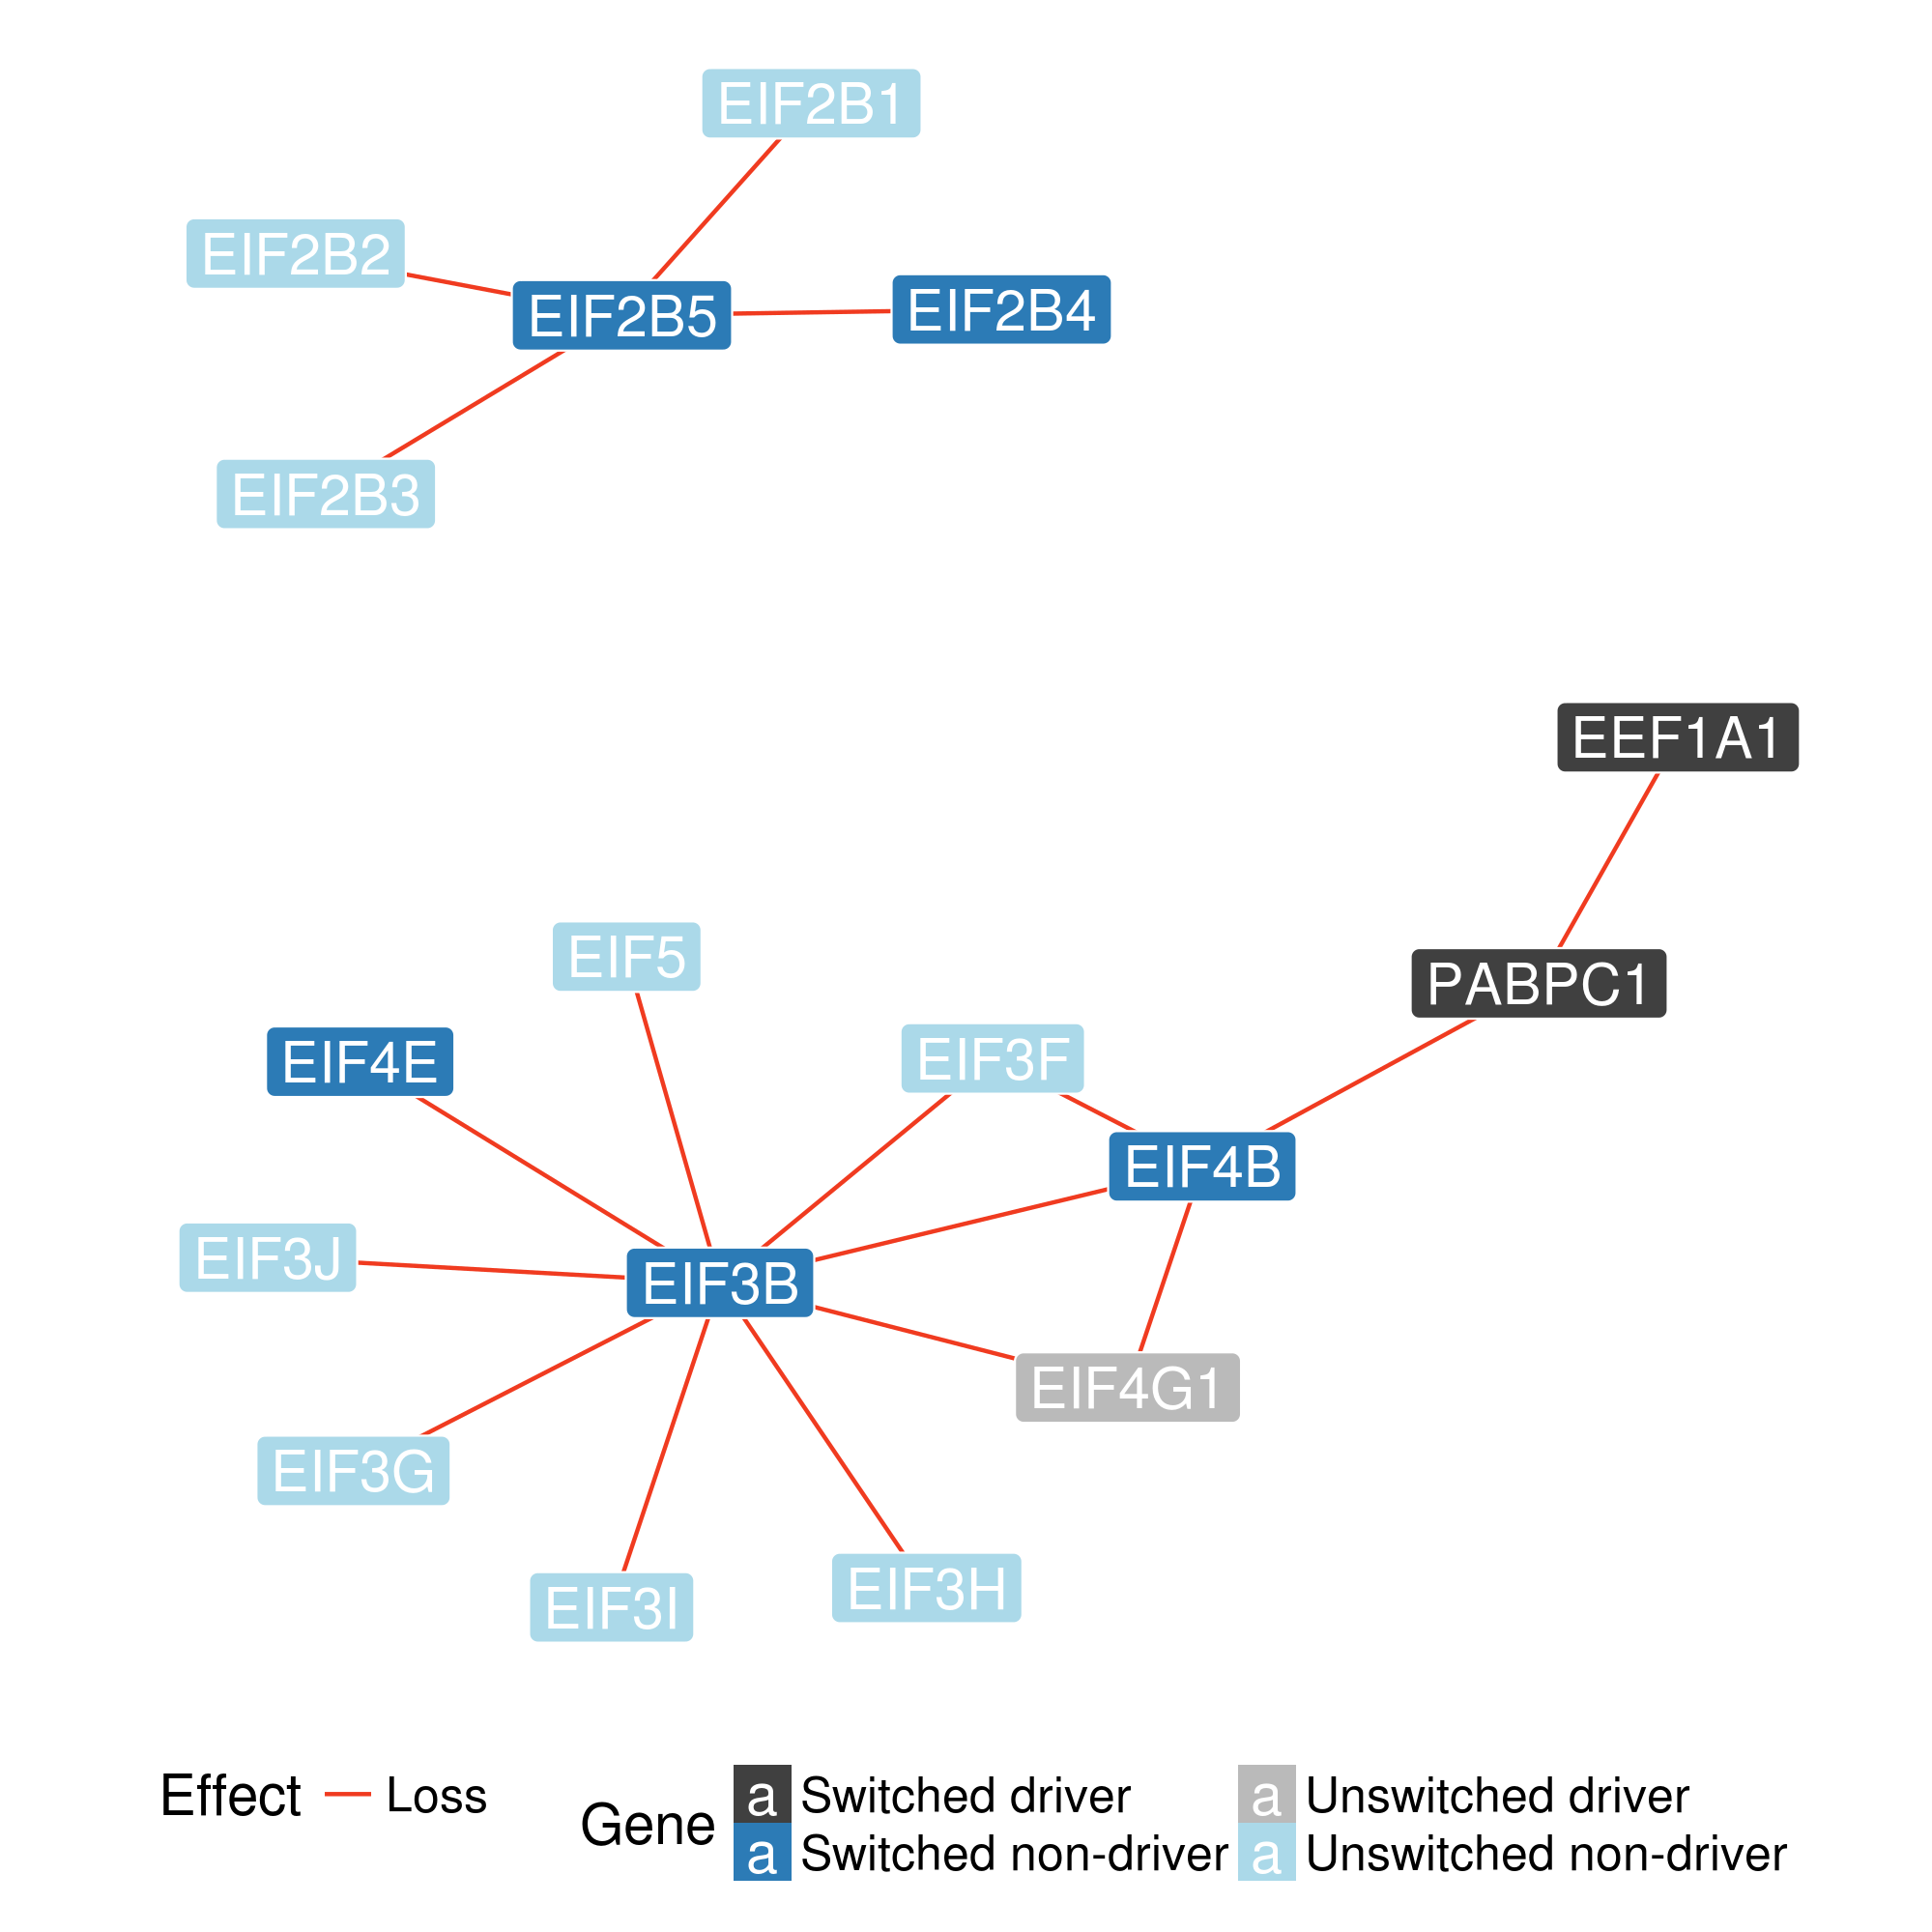 EIF2B1
EIF2B2
EIF2B5
EIF2B4
EIF2B3
EEF1A1
EIF5
PABPC1
EIF4E
EIF3F
EIF4B
EIF3J
EIF3B
EIF4G1
EIF3G
EIF3I
EIF3H
Effect Loss
Gene
a Switched driver
a Switched non-driver
a Unswitched driver
a Unswitched non-driver